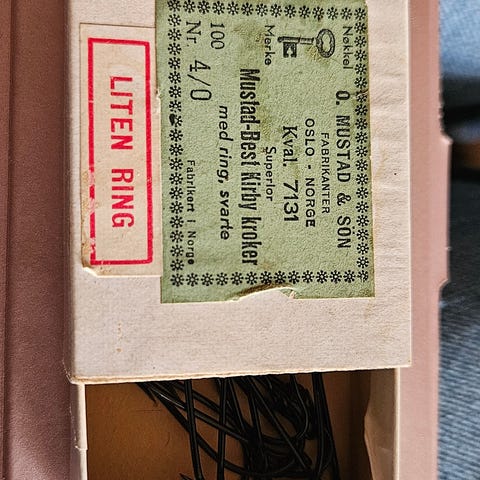 O. MUSTAD & SÖN
FABRIKANTER
OSLO - NORGE
Nøkkel
Merke
Kval. 7131
Superior
Mustad-Best Kirby kroker
med ring, svarte
100
Nr. 4/0
Fabrikert i Norge
LITEN RING